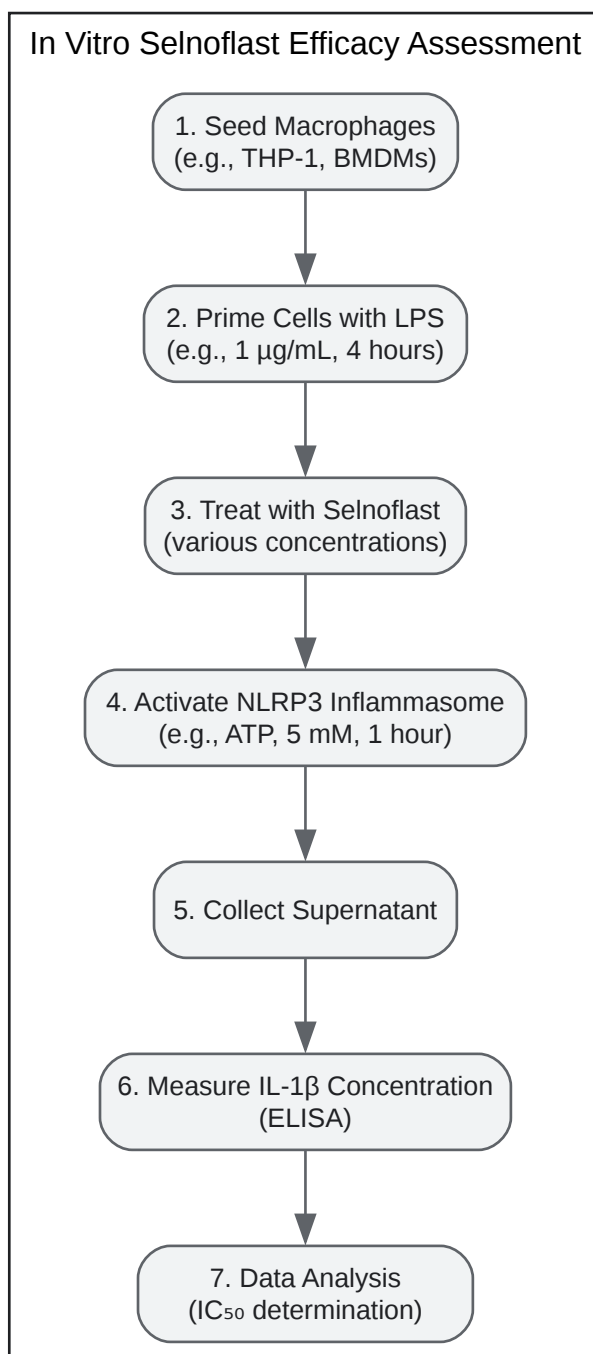 In Vitro Selnoflast Efficacy Assessment
1. Seed Macrophages
(e.g., THP-1, BMDMs)
2. Prime Cells with LPS
(e.g., 1 µg/mL, 4 hours)
3. Treat with Selnoflast
(various concentrations)
4. Activate NLRP3 Inflammasome
(e.g., ATP, 5 mM, 1 hour)
5. Collect Supernatant
6. Measure IL-1β Concentration
(ELISA)
7. Data Analysis
(IC₅₀ determination)